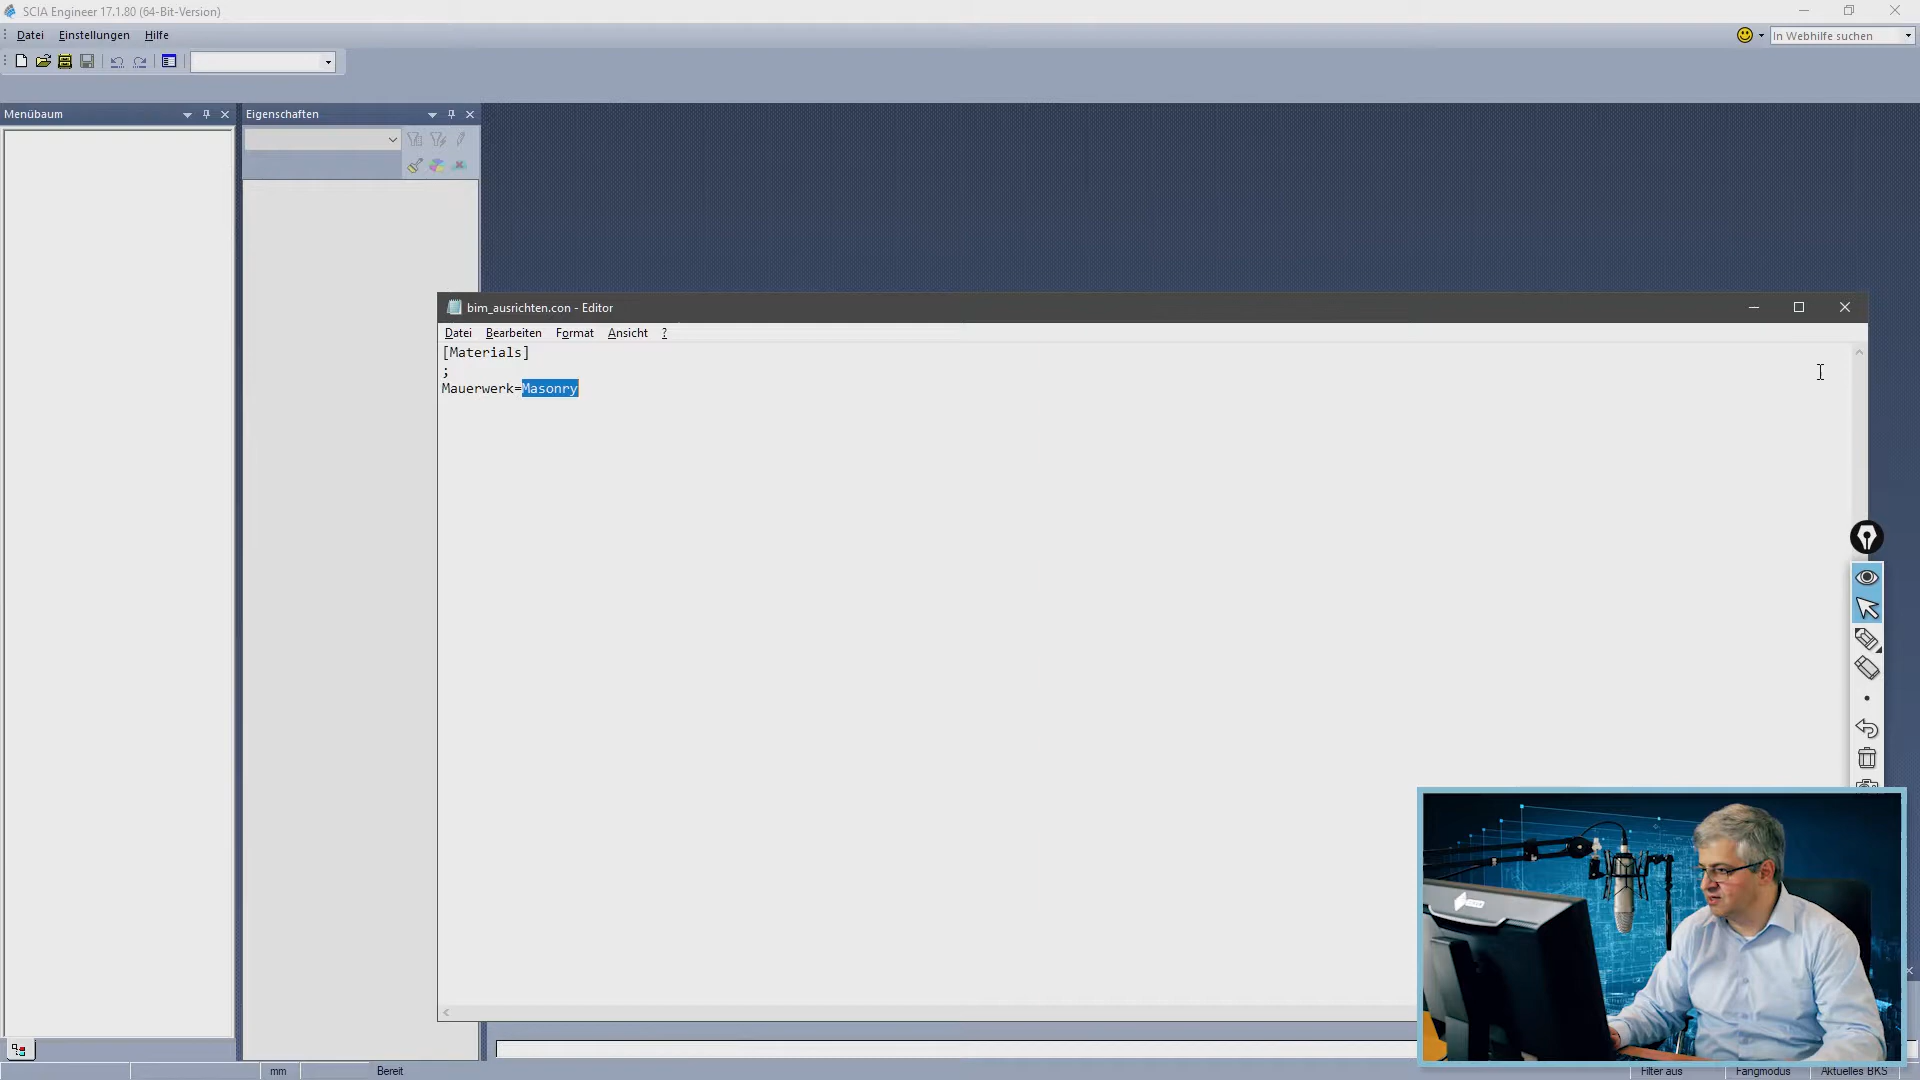 SCIA Engineer 17.1.80 (64-Bit-Version)
Datei Einstellungen Hilfe
In Webhilfe suchen
Menübaum
Eigenschaften
bim_ausrichten.con - Editor
Datei Bearbeiten Format Ansicht ?
[Materials]
;
Mauerwerk=Masonry
mm
Bereit
Filter aus
Fangmodus
Aktuelles BKS